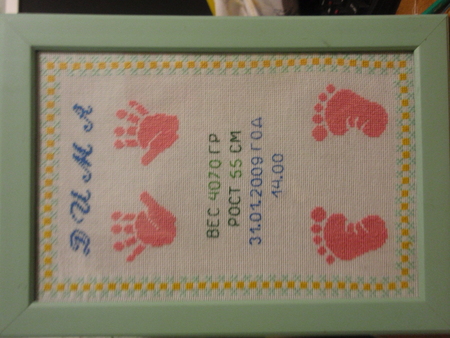 ДИМА
ВЕС 4070 ГР
РОСТ 55 СМ
31.01.2009 ГОД
14.00